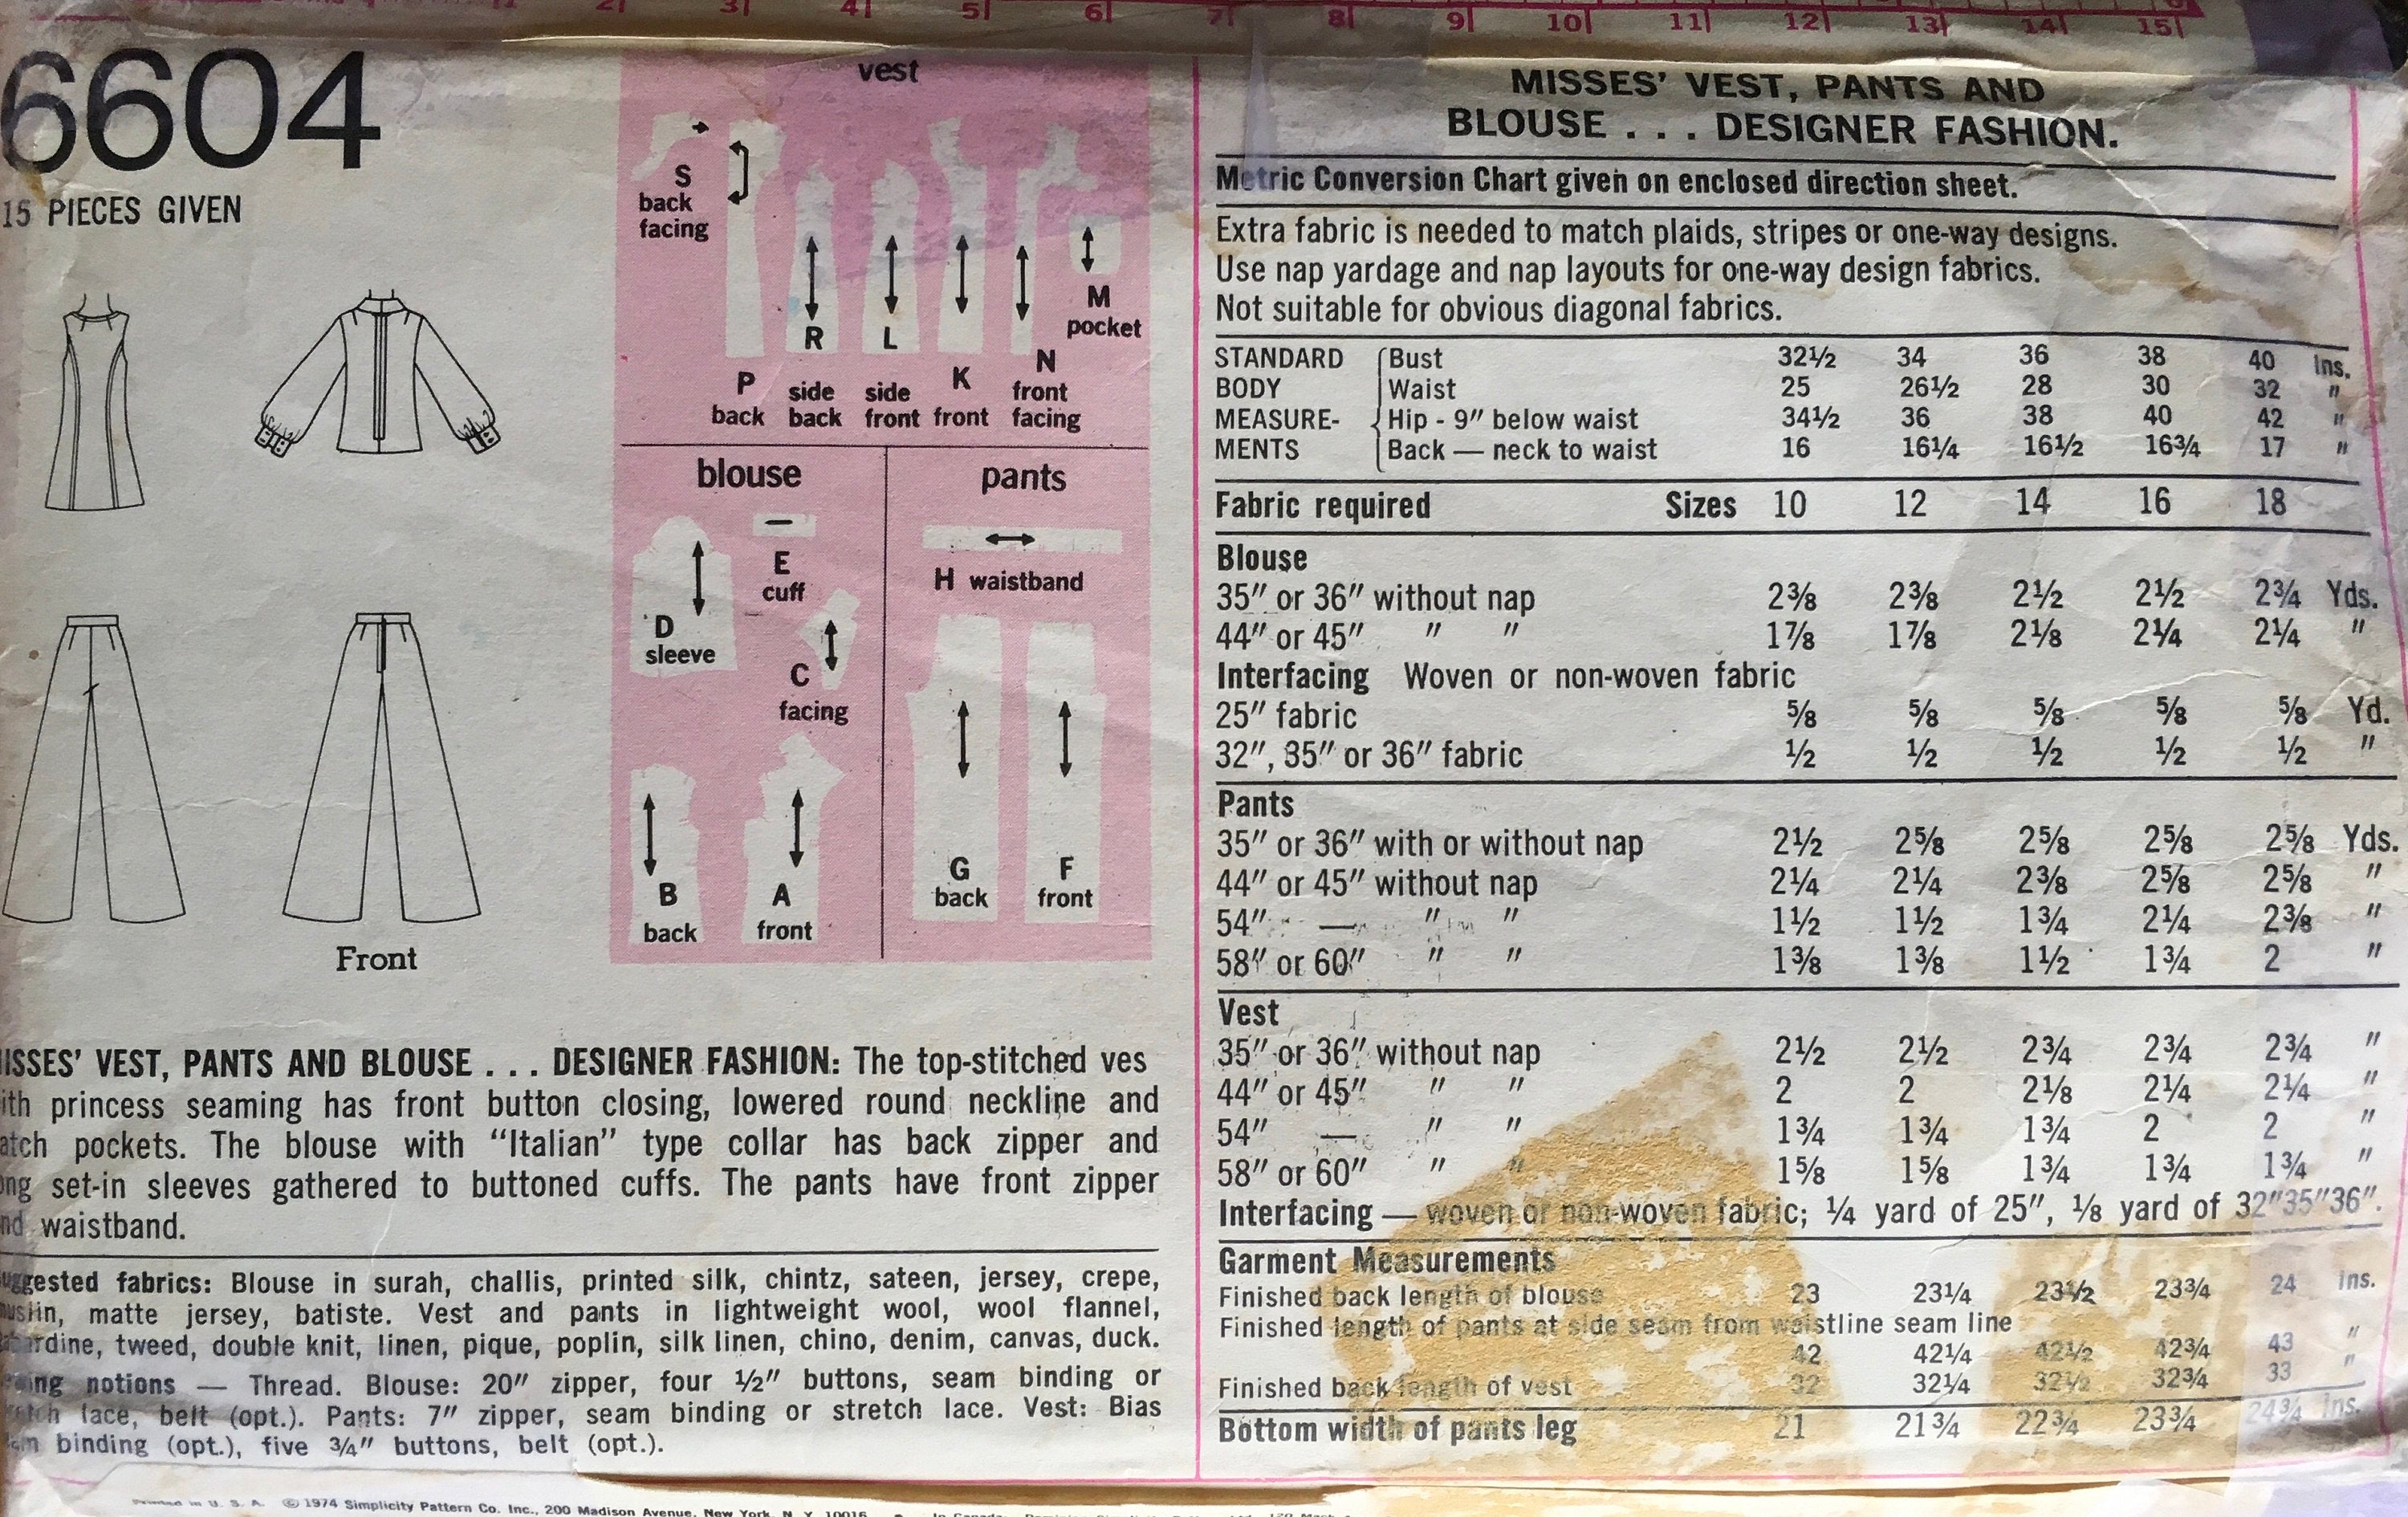 1 2 3 4 5 6 7 8 9 10 11 12 13 14 15
6604
15 PIECES GIVEN
Front
vest
S
back
facing
P
back
R
side
back
L
side
front
K
front
N
front
facing
M
pocket
blouse
D
sleeve
E
cuff
C
facing
B
back
A
front
pants
H waistband
G
back
F
front
ISSES' VEST, PANTS AND BLOUSE . . . DESIGNER FASHION: The top-stitched ves
ith princess seaming has front button closing, lowered round neckline and
atch pockets. The blouse with “Italian” type collar has back zipper and
ong set-in sleeves gathered to buttoned cuffs. The pants have front zipper
nd waistband.
uggested fabrics: Blouse in surah, challis, printed silk, chintz, sateen, jersey, crepe,
uslin, matte jersey, batiste. Vest and pants in lightweight wool, wool flannel,
ardine, tweed, double knit, linen, pique, poplin, silk linen, chino, denim, canvas, duck.
ing notions — Thread. Blouse: 20″ zipper, four ½″ buttons, seam binding or
tch lace, belt (opt.). Pants: 7″ zipper, seam binding or stretch lace. Vest: Bias
m binding (opt.), five ¾″ buttons, belt (opt.).
Printed in U. S. A. © 1974 Simplicity Pattern Co. Inc., 200 Madison Avenue, New York, N. Y. 10016
MISSES' VEST, PANTS AND
BLOUSE . . . DESIGNER FASHION.
Metric Conversion Chart given on enclosed direction sheet.
Extra fabric is needed to match plaids, stripes or one-way designs.
Use nap yardage and nap layouts for one-way design fabrics.
Not suitable for obvious diagonal fabrics.
STANDARD Bust 32½ 34 36 38 40 Ins.
BODY Waist 25 26½ 28 30 32 ″
MEASURE- Hip - 9″ below waist 34½ 36 38 40 42 ″
MENTS Back — neck to waist 16 16¼ 16½ 16¾ 17 ″
Fabric required Sizes 10 12 14 16 18
Blouse
35″ or 36″ without nap 2⅜ 2⅜ 2½ 2½ 2¾ Yds.
44″ or 45″ ″ ″ 1⅞ 1⅞ 2⅛ 2¼ 2¼ ″
Interfacing Woven or non-woven fabric
25″ fabric ⅝ ⅝ ⅝ ⅝ ⅝ Yd.
32″, 35″ or 36″ fabric ½ ½ ½ ½ ½ ″
Pants
35″ or 36″ with or without nap 2½ 2⅝ 2⅝ 2⅝ 2⅝ Yds.
44″ or 45″ without nap 2¼ 2¼ 2⅜ 2⅝ 2⅝ ″
54″ — ″ ″ 1½ 1½ 1¾ 2¼ 2⅜ ″
58″ or 60″ ″ ″ 1⅜ 1⅜ 1½ 1¾ 2 ″
Vest
35″ or 36″ without nap 2½ 2½ 2¾ 2¾ 2¾ ″
44″ or 45″ ″ ″ 2 2 2⅛ 2¼ 2¼ ″
54″ — ″ ″ 1¾ 1¾ 1¾ 2 2 ″
58″ or 60″ ″ ″ 1⅝ 1⅝ 1¾ 1¾ 1¾ ″
Interfacing — woven or non-woven fabric; ¼ yard of 25″, ⅛ yard of 32″35″36″.
Garment Measurements
Finished back length of blouse 23 23¼ 23½ 23¾ 24 Ins.
Finished length of pants at side seam from waistline seam line
42 42¼ 42½ 42¾ 43 ″
Finished back length of vest 32 32¼ 32½ 32¾ 33 ″
Bottom width of pants leg 21 21¾ 22¾ 23¾ 24¾ Ins.